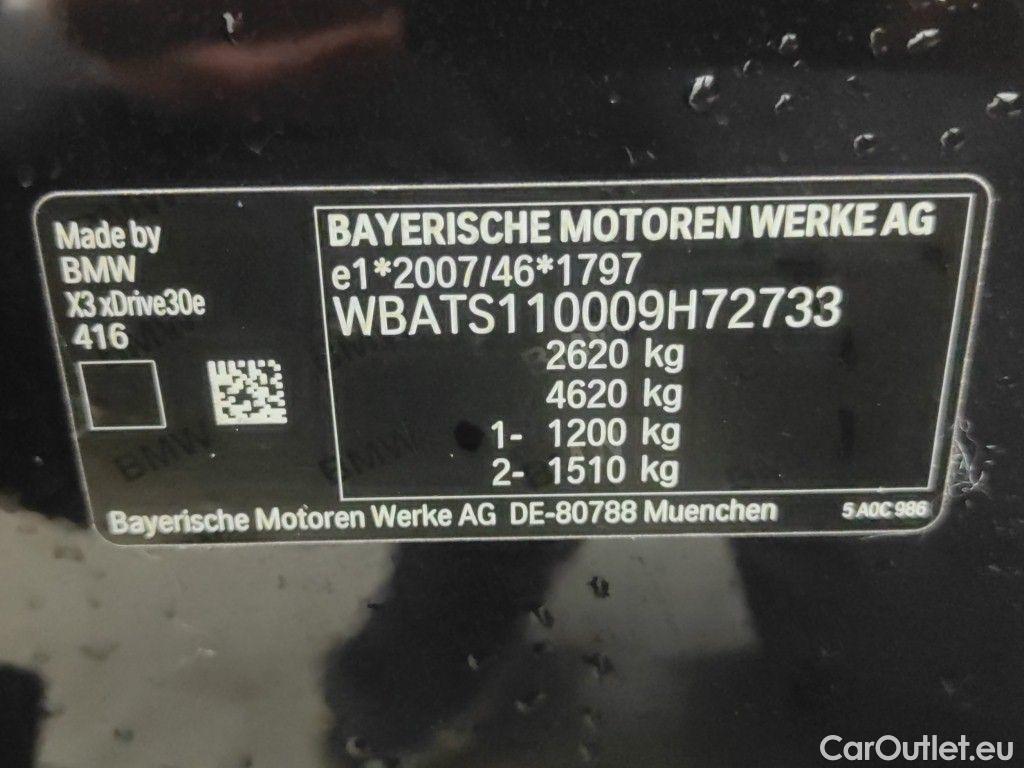 Made by
BMW
X3 xDrive30e
416
BAYERISCHE MOTOREN WERKE AG
e1*2007/46*1797
WBATS110009H72733
2620 kg
4620 kg
1- 1200 kg
2- 1510 kg
Bayerische Motoren Werke AG DE-80788 Muenchen
5 A0C 986
CarOutlet.eu